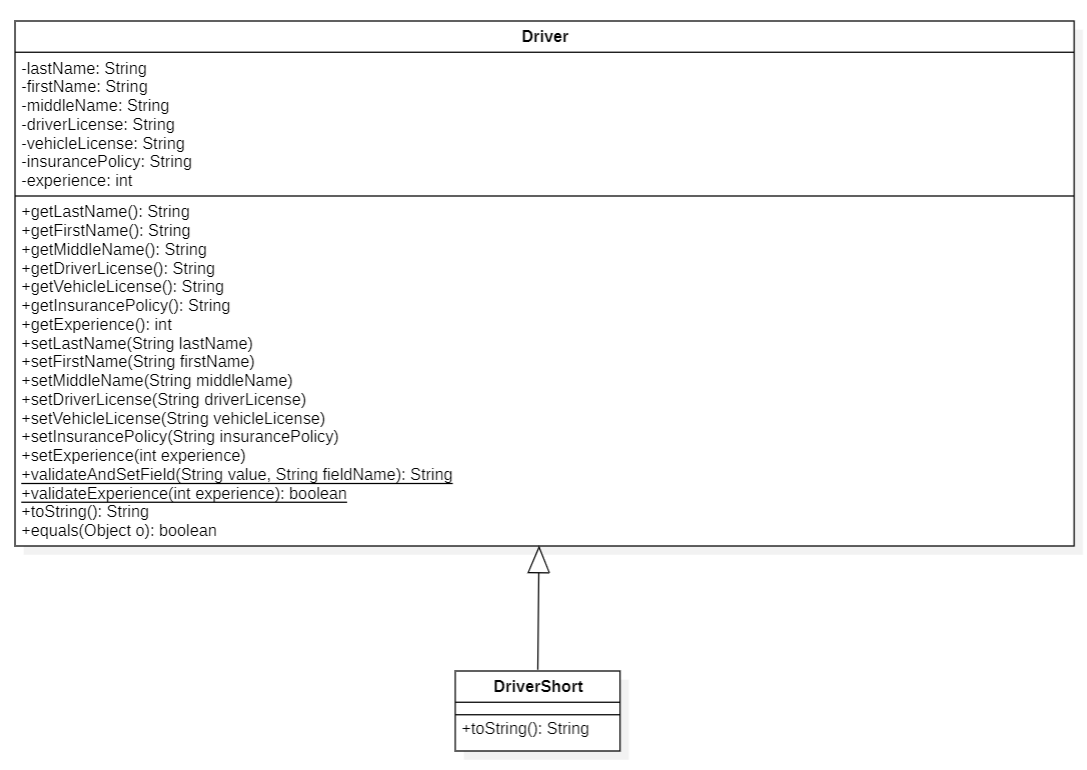 Driver
-lastName: String
-firstName: String
-middleName: String
-driverLicense: String
-vehicleLicense: String
-insurancePolicy: String
-experience: int
+getLastName(): String
+getFirstName(): String
+getMiddleName(): String
+getDriverLicense(): String
+getVehicleLicense(): String
+getInsurancePolicy(): String
+getExperience(): int
+setLastName(String lastName)
+setFirstName(String firstName)
+setMiddleName(String middleName)
+setDriverLicense(String driverLicense)
+setVehicleLicense(String vehicleLicense)
+setInsurancePolicy(String insurancePolicy)
+setExperience(int experience)
+validateAndSetField(String value, String fieldName): String
+validateExperience(int experience): boolean
+toString(): String
+equals(Object o): boolean
DriverShort
+toString(): String